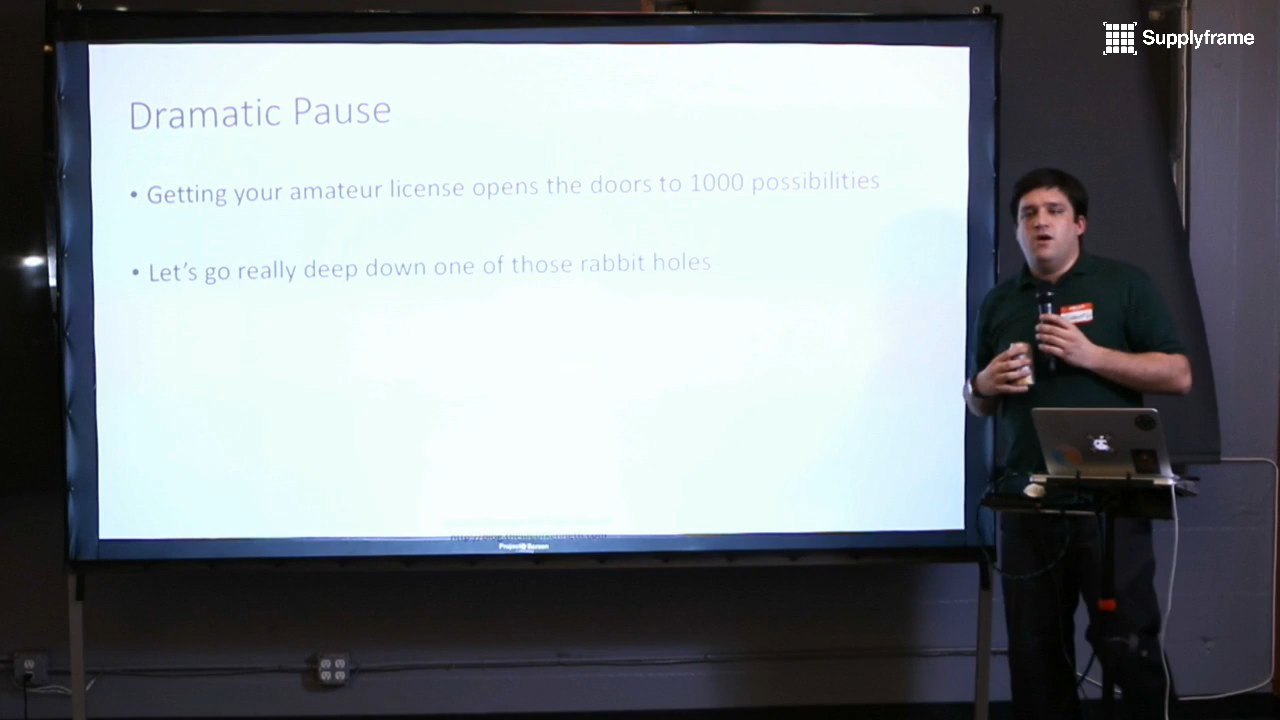 Supplyframe
Dramatic Pause
• Getting your amateur license opens the doors to 1000 possibilities
• Let's go really deep down one of those rabbit holes
Screen